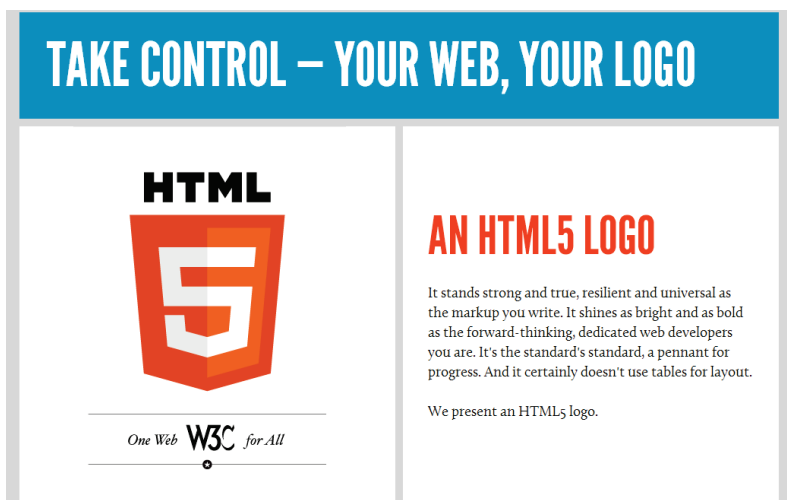 TAKE CONTROL — YOUR WEB, YOUR LOGO
HTML
5
One Web W3C for All
AN HTML5 LOGO
It stands strong and true, resilient and universal as
the markup you write. It shines as bright and as bold
as the forward-thinking, dedicated web developers
you are. It's the standard's standard, a pennant for
progress. And it certainly doesn't use tables for layout.
We present an HTML5 logo.